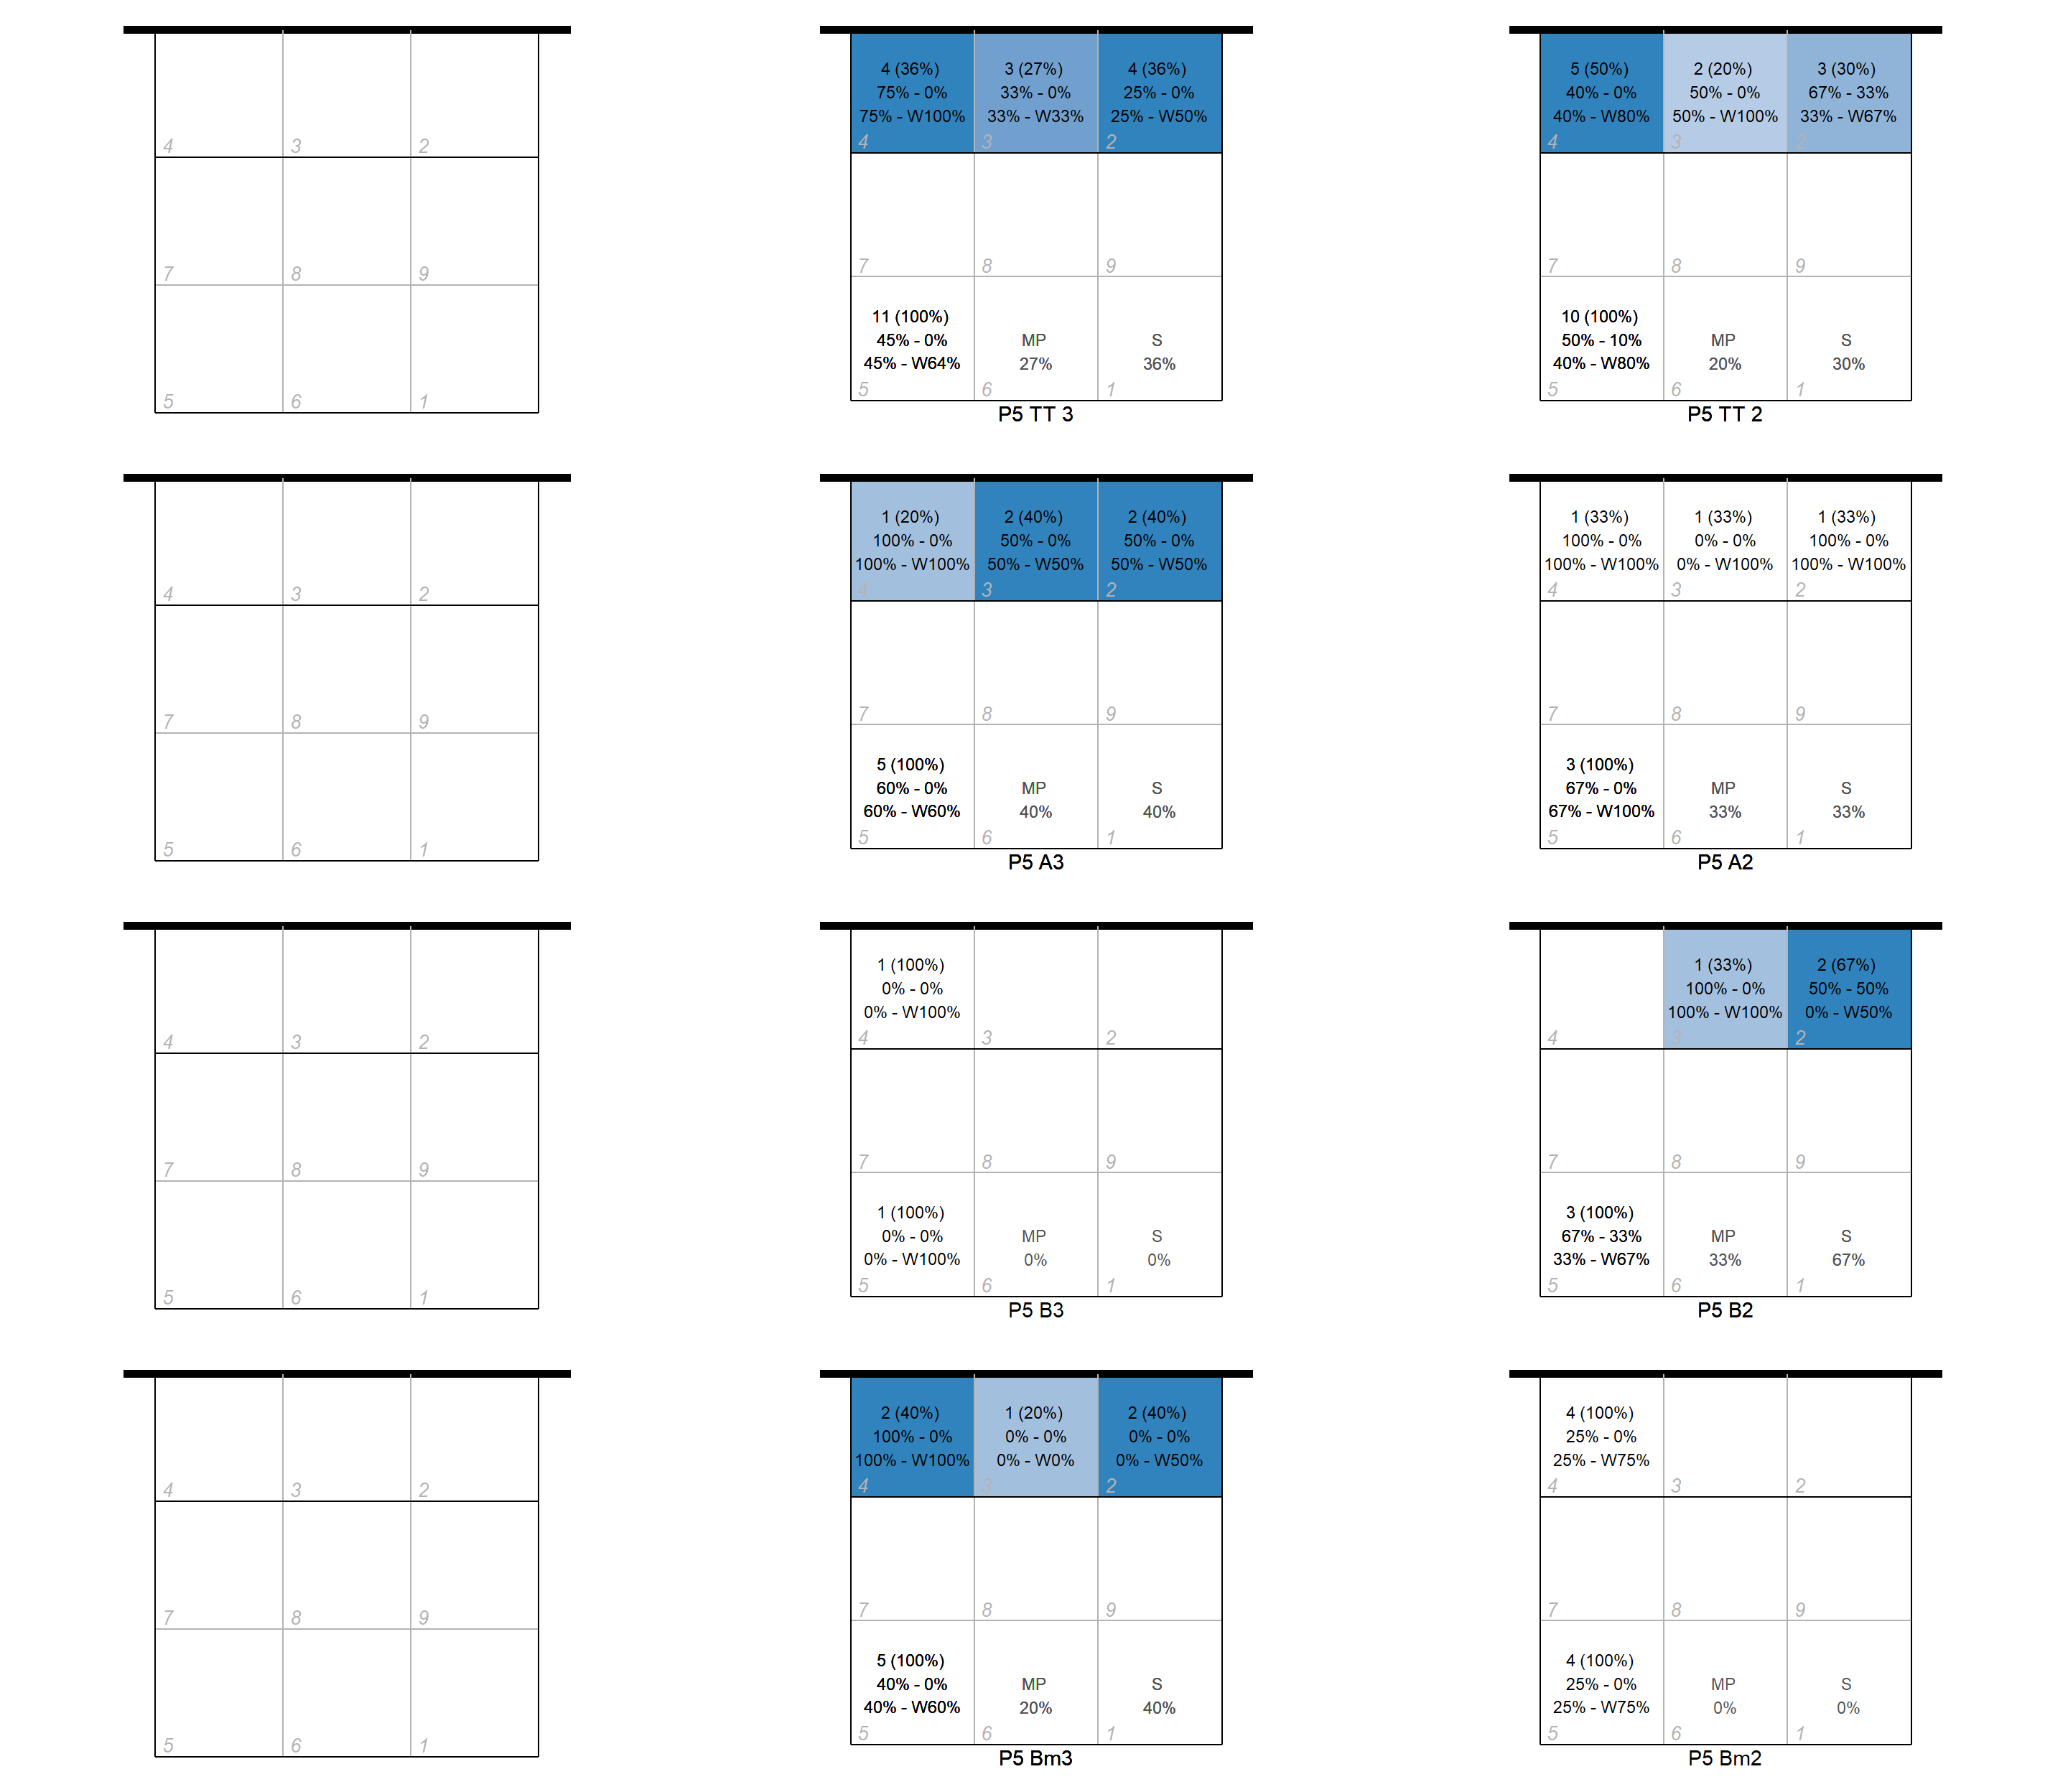 4 3 2
7 8 9
5 6 1
4 (36%) 3 (27%) 4 (36%)
75% - 0% 33% - 0% 25% - 0%
75% - W100% 33% - W33% 25% - W50%
4 3 2
7 8 9
11 (100%)
45% - 0% MP S
45% - W64% 27% 36%
5 6 1
P5 TT 3
5 (50%) 2 (20%) 3 (30%)
40% - 0% 50% - 0% 67% - 33%
40% - W80% 50% - W100% 33% - W67%
4 3 2
7 8 9
10 (100%)
50% - 10% MP S
40% - W80% 20% 30%
5 6 1
P5 TT 2
4 3 2
7 8 9
5 6 1
1 (20%) 2 (40%) 2 (40%)
100% - 0% 50% - 0% 50% - 0%
100% - W100% 50% - W50% 50% - W50%
4 3 2
7 8 9
5 (100%)
60% - 0% MP S
60% - W60% 40% 40%
5 6 1
P5 A3
1 (33%) 1 (33%) 1 (33%)
100% - 0% 0% - 0% 100% - 0%
100% - W100% 0% - W100% 100% - W100%
4 3 2
7 8 9
3 (100%)
67% - 0% MP S
67% - W100% 33% 33%
5 6 1
P5 A2
4 3 2
7 8 9
5 6 1
1 (100%)
0% - 0%
0% - W100%
4 3 2
7 8 9
1 (100%)
0% - 0% MP S
0% - W100% 0% 0%
5 6 1
P5 B3
1 (33%) 2 (67%)
100% - 0% 50% - 50%
100% - W100% 0% - W50%
4 3 2
7 8 9
3 (100%)
67% - 33% MP S
33% - W67% 33% 67%
5 6 1
P5 B2
4 3 2
7 8 9
5 6 1
2 (40%) 1 (20%) 2 (40%)
100% - 0% 0% - 0% 0% - 0%
100% - W100% 0% - W0% 0% - W50%
4 3 2
7 8 9
5 (100%)
40% - 0% MP S
40% - W60% 20% 40%
5 6 1
P5 Bm3
4 (100%)
25% - 0%
25% - W75%
4 3 2
7 8 9
4 (100%)
25% - 0% MP S
25% - W75% 0% 0%
5 6 1
P5 Bm2